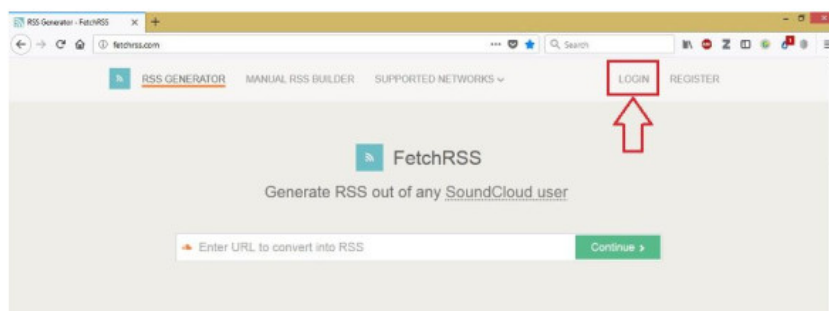 RSS Generator - FetchRSS
fetchrss.com
Search
RSS GENERATOR MANUAL RSS BUILDER SUPPORTED NETWORKS LOGIN REGISTER
FetchRSS
Generate RSS out of any SoundCloud user
Enter URL to convert into RSS Continue